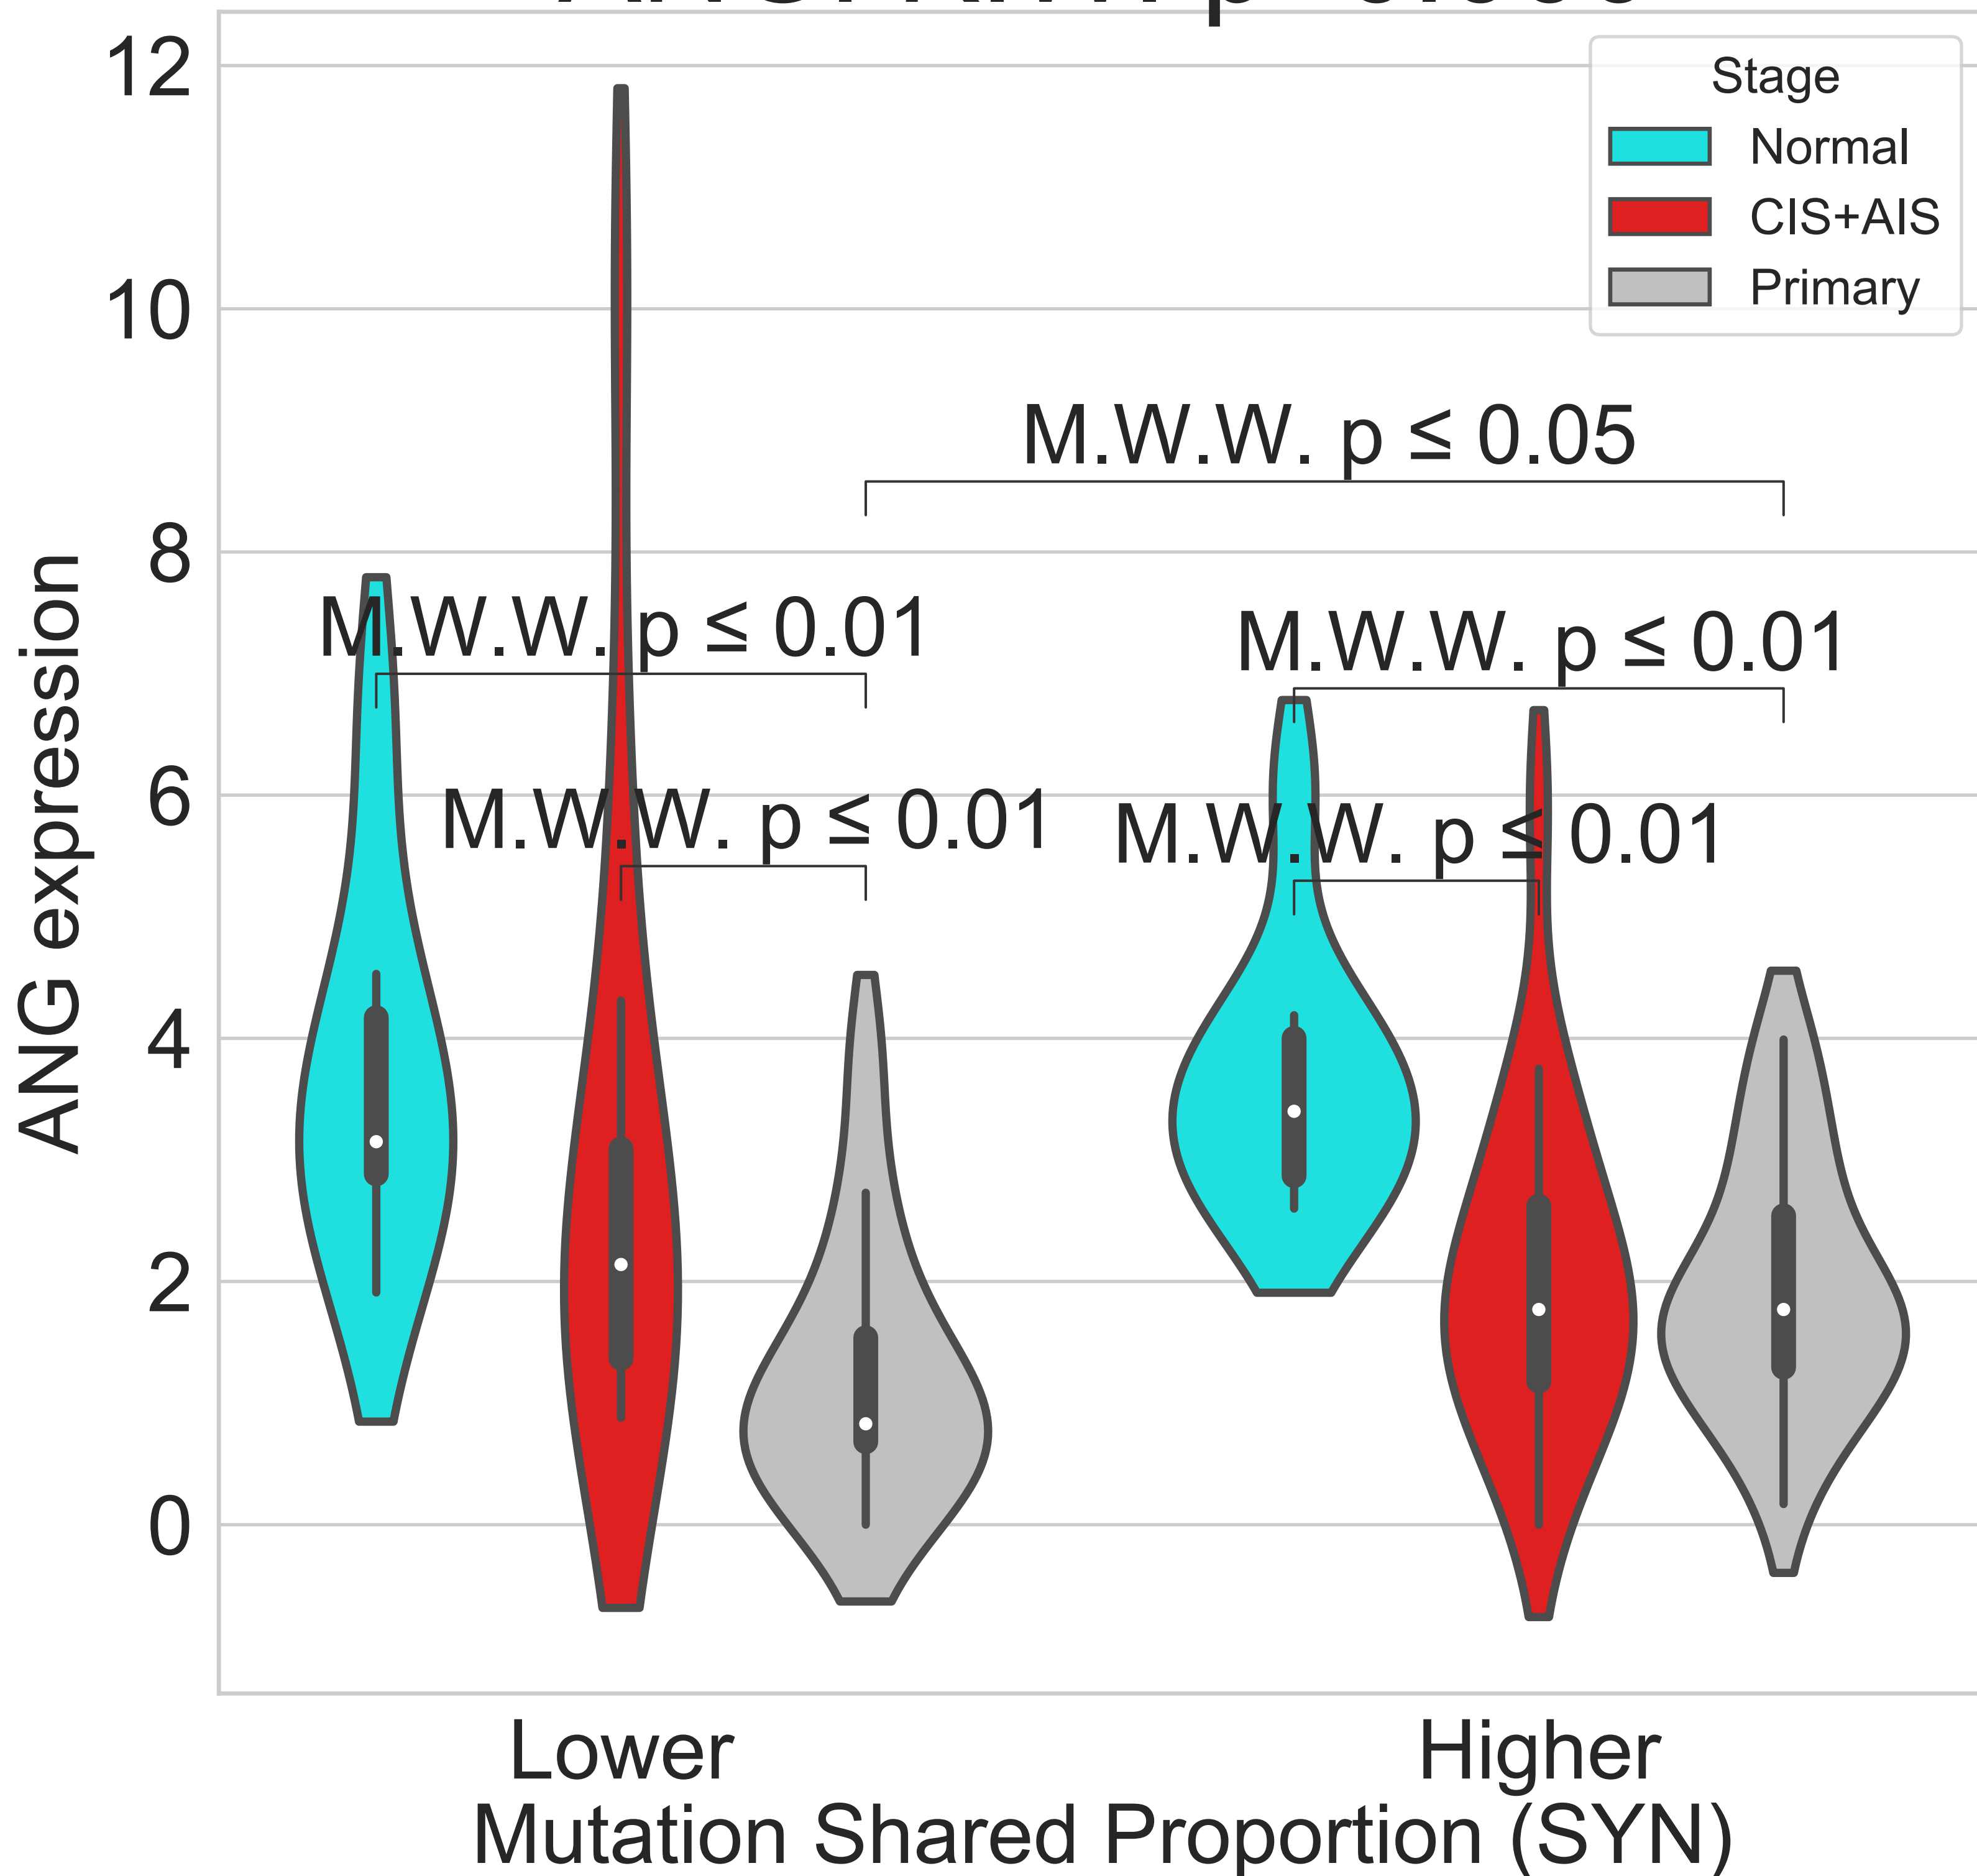 12
10
8
6
4
2
0
ANG expression
Stage
Normal
CIS+AIS
Primary
M.W.W. p ≤ 0.05
M.W.W. p ≤ 0.01
M.W.W. p ≤ 0.01
M.W.W. p ≤ 0.01
M.W.W. p ≤ 0.01
Lower
Higher
Mutation Shared Proportion (SYN)